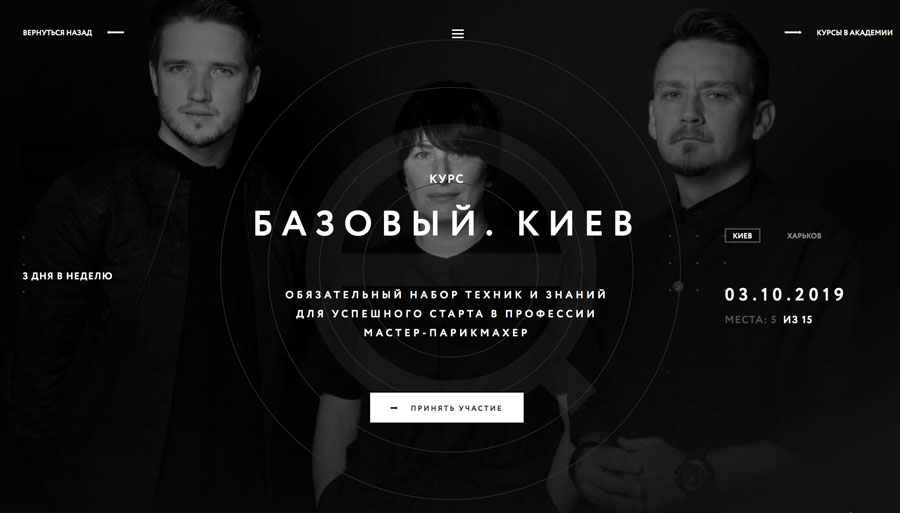 ВЕРНУТЬСЯ НАЗАД
КУРСЫ В АКАДЕМИИ
КУРС
БАЗОВЫЙ. КИЕВ
КИЕВ
ХАРЬКОВ
3 ДНЯ В НЕДЕЛЮ
ОБЯЗАТЕЛЬНЫЙ НАБОР ТЕХНИК И ЗНАНИЙ
ДЛЯ УСПЕШНОГО СТАРТА В ПРОФЕССИИ
МАСТЕР-ПАРИКМАХЕР
03.10.2019
МЕСТА: 5 ИЗ 15
ПРИНЯТЬ УЧАСТИЕ